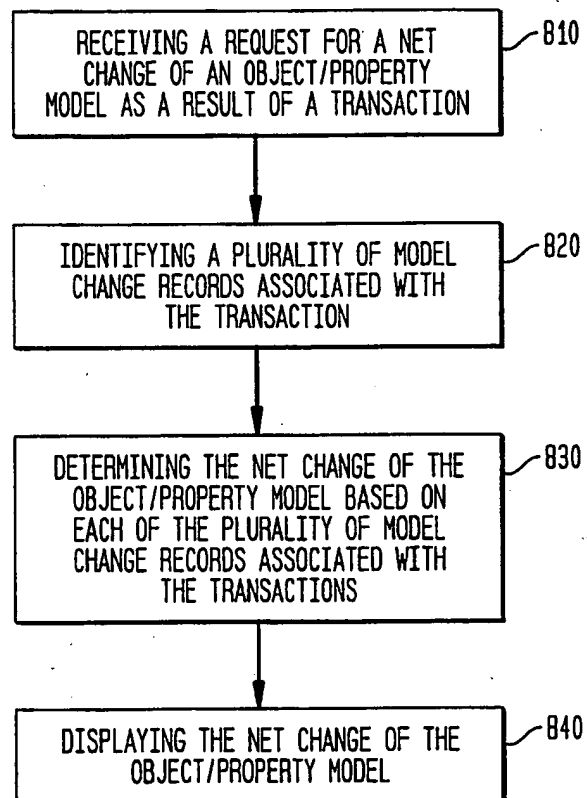 RECEIVING A REQUEST FOR A NET
CHANGE OF AN OBJECT/PROPERTY
MODEL AS A RESULT OF A TRANSACTION
810
IDENTIFYING A PLURALITY OF MODEL
CHANGE RECORDS ASSOCIATED WITH
THE TRANSACTION
820
DETERMINING THE NET CHANGE OF THE
OBJECT/PROPERTY MODEL BASED ON
EACH OF THE PLURALITY OF MODEL
CHANGE RECORDS ASSOCIATED WITH
THE TRANSACTIONS
830
DISPLAYING THE NET CHANGE OF THE
OBJECT/PROPERTY MODEL
840